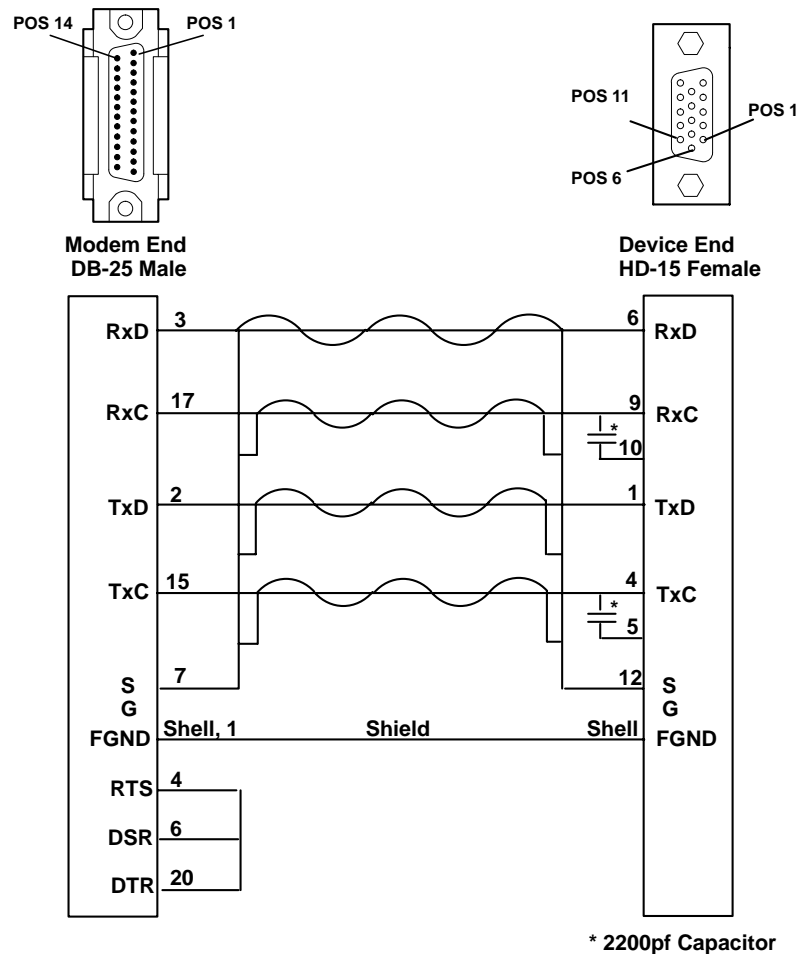 POS 14
POS 1
POS 11
POS 1
POS 6
Modem End
DB-25 Male
Device End
HD-15 Female
RxD 3 6 RxD
RxC 17 9 RxC
*
10
TxD 2 1 TxD
TxC 15 4 TxC
*
5
S 7 12 S
G G
FGND Shell, 1 Shield Shell FGND
RTS 4
DSR 6
DTR 20
* 2200pf Capacitor